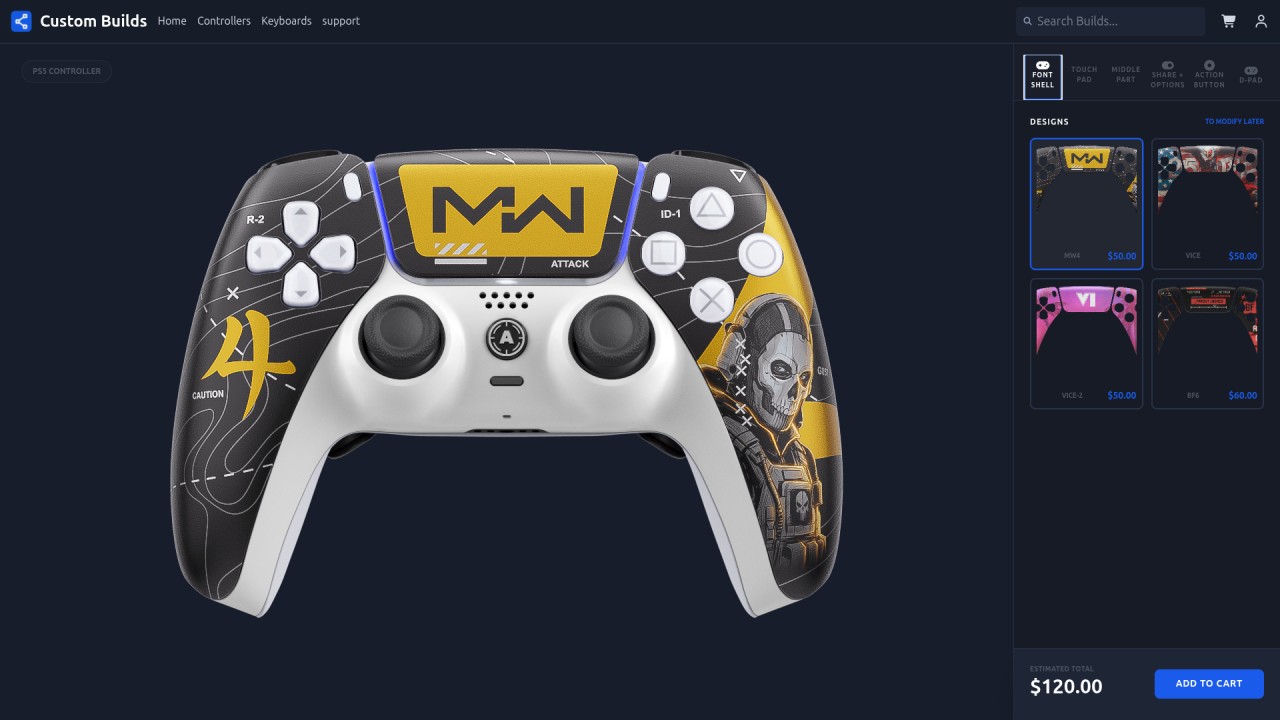 Custom Builds
Home
Controllers
Keyboards
support
Search Builds...
PS5 CONTROLLER
R-2
MW
ATTACK
ID-1
4
CAUTION
A
FONT
SHELL
TOUCH
PAD
MIDDLE
PART
SHARE +
OPTIONS
ACTION
BUTTON
D-PAD
DESIGNS
TO MODIFY LATER
MW
MW4
$50.00
VICE
$50.00
VI
VICE-2
$50.00
BF6
$60.00
ESTIMATED TOTAL
$120.00
ADD TO CART